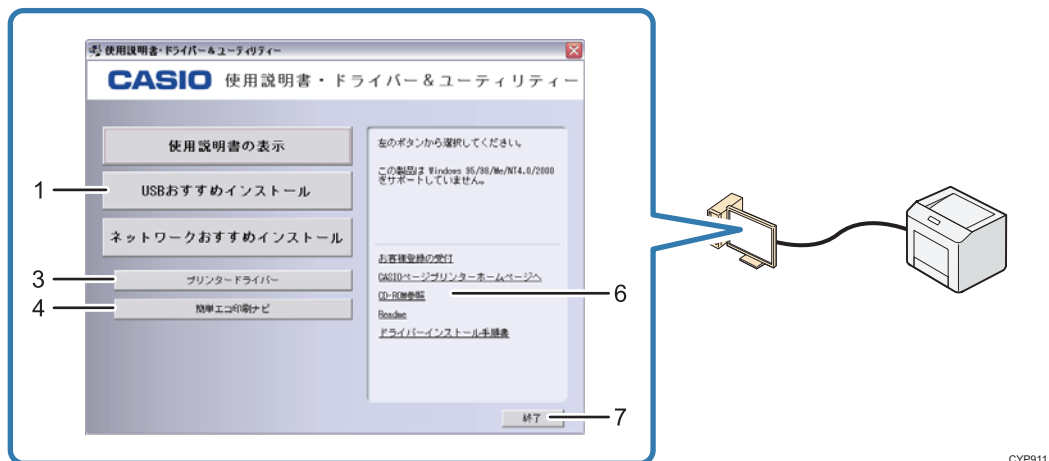 使用説明書・ドライバー&ユーティリティー
CASIO 使用説明書・ドライバー&ユーティリティー
使用説明書の表示
左のボタンから選択してください。
この製品は Windows 95/98/Me/NT4.0/2000
をサポートしていません。
1
USBおすすめインストール
ネットワークおすすめインストール
お客様登録の受付
3
プリンタードライバー
CASIOページプリンターホームページへ
4
簡単エコ印刷ナビ
CD-ROM参照
6
Readme
ドライバーインストール手順書
終了
7
CYP911